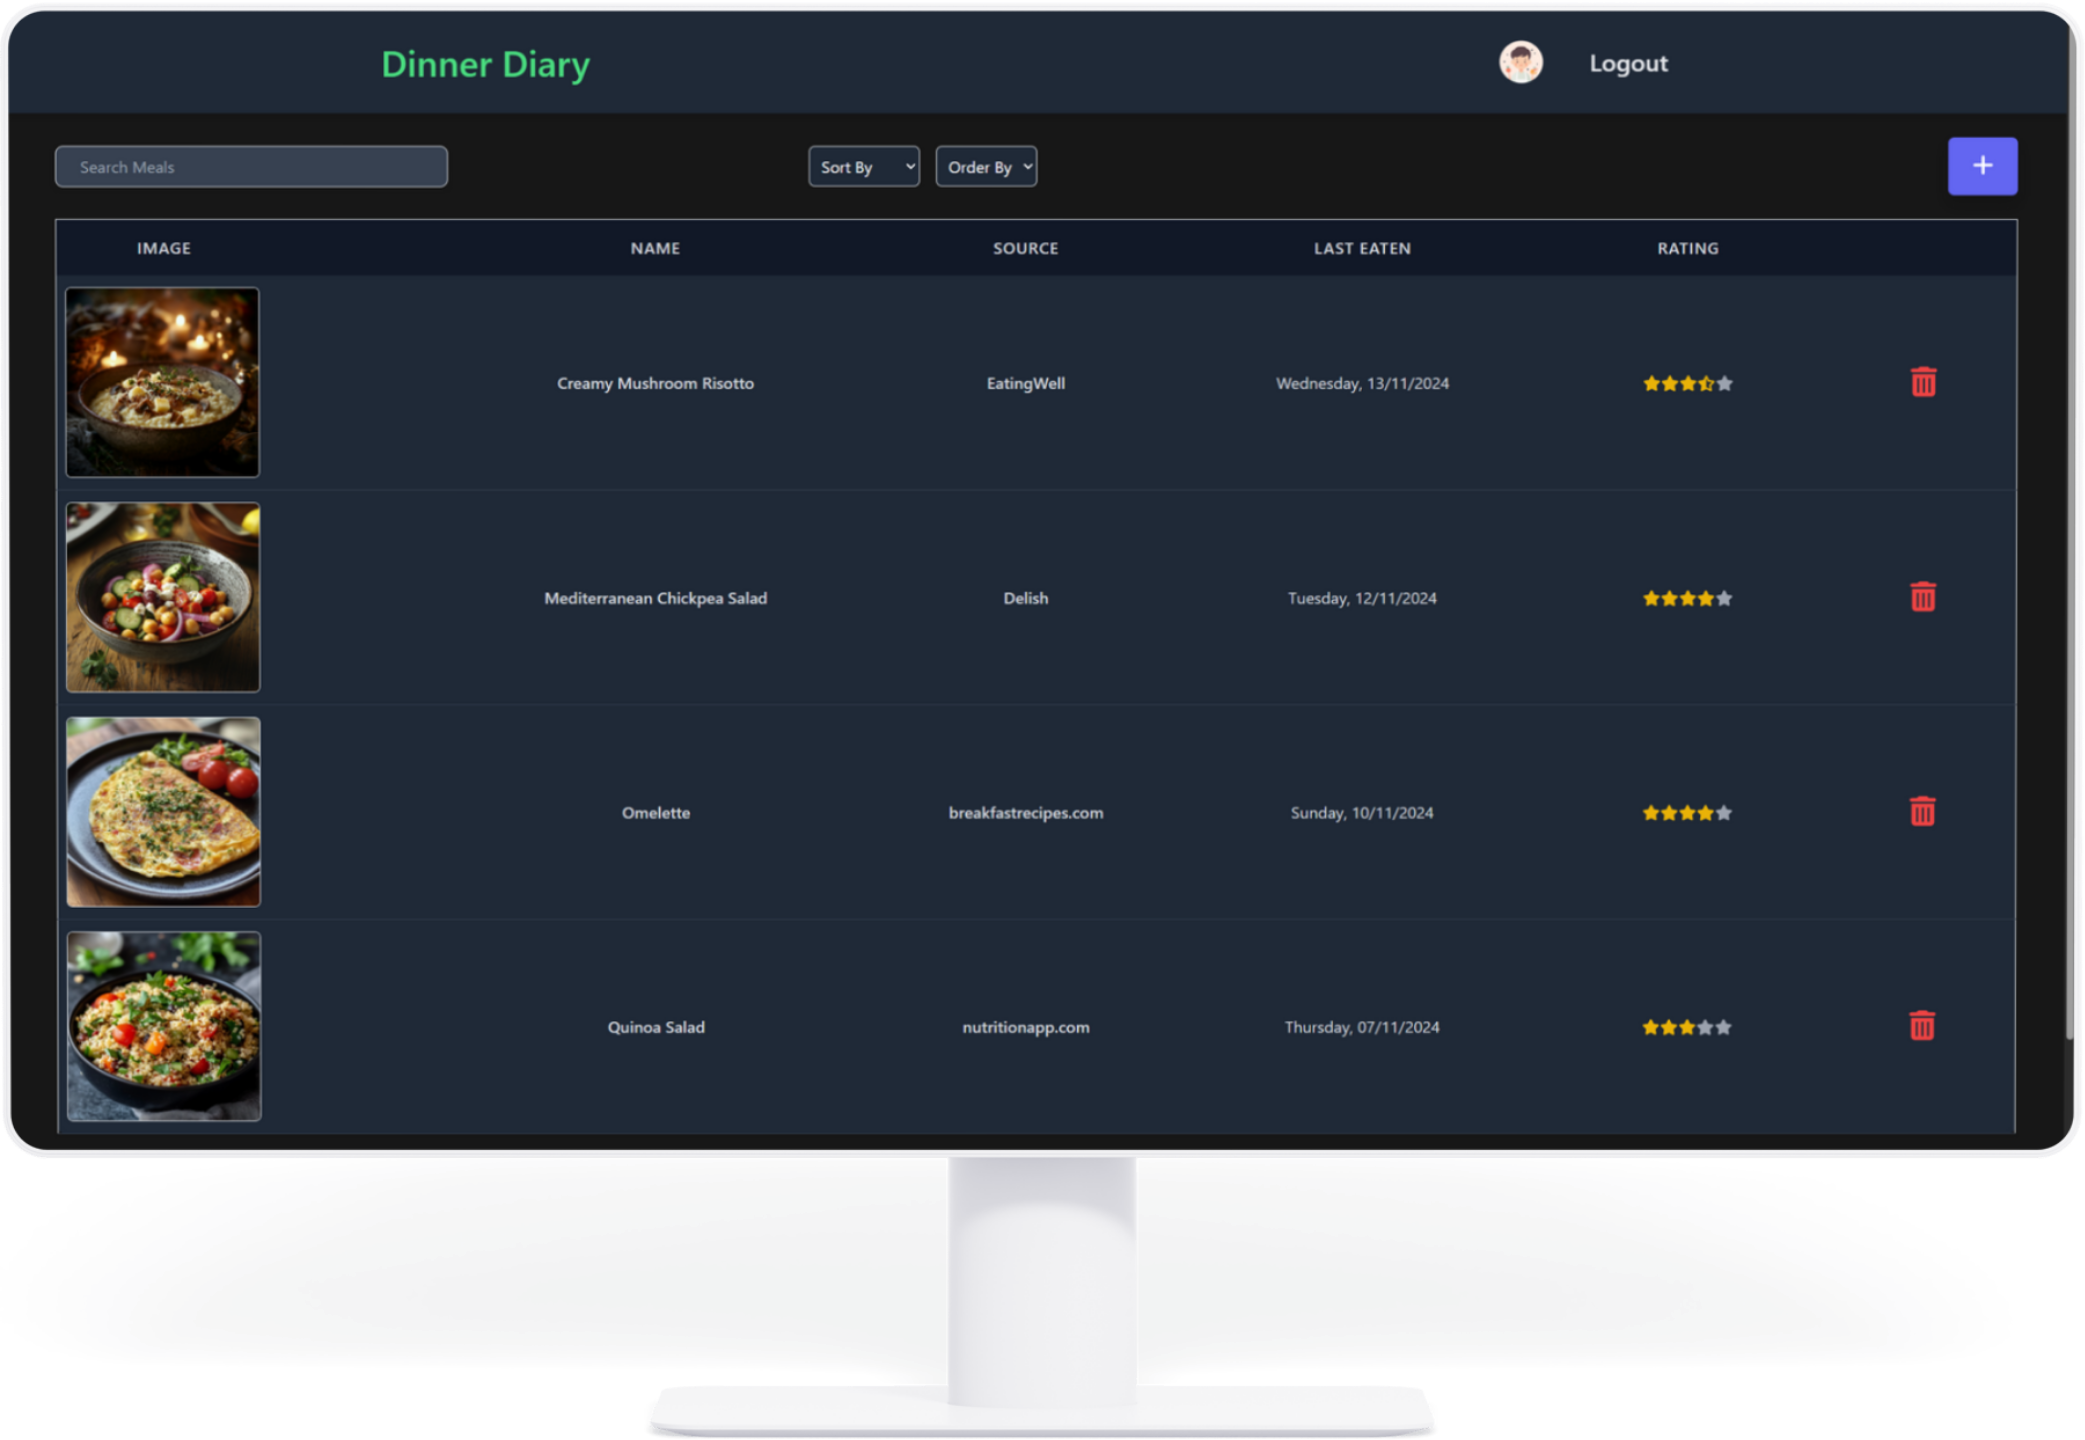 Dinner Diary
Logout
Search Meals
Sort By
Order By
+
IMAGE NAME SOURCE LAST EATEN RATING
Creamy Mushroom Risotto EatingWell Wednesday, 13/11/2024
Mediterranean Chickpea Salad Delish Tuesday, 12/11/2024
Omelette breakfastrecipes.com Sunday, 10/11/2024
Quinoa Salad nutritionapp.com Thursday, 07/11/2024